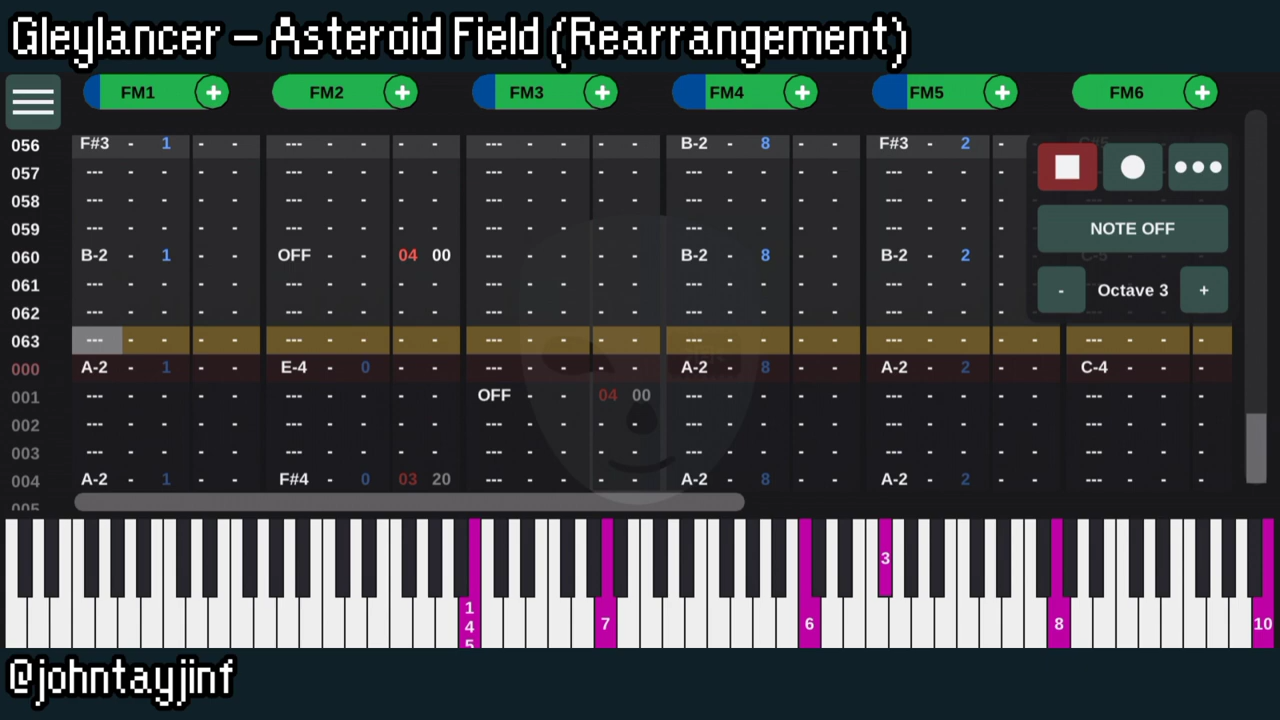 Gleylancer – Asteroid Field (Rearrangement)
FM1 + FM2 + FM3 + FM4 + FM5 + FM6 +
056 F#3 - 1 - - --- - - - - --- - - - - B-2 - 8 - - F#3 - 2 -
057 --- - - - - --- - - - - --- - - - - --- - - - - --- - - -
058 --- - - - - --- - - - - --- - - - - --- - - - - --- - - -
059 --- - - - - --- - - - - --- - - - - --- - - - - --- - - -
NOTE OFF
060 B-2 - 1 - - OFF - - 04 00 --- - - - - B-2 - 8 - - B-2 - 2 - - C-5
061 --- - - - - --- - - - - --- - - - - --- - - - - --- - - -
- Octave 3 +
062 --- - - - - --- - - - - --- - - - - --- - - - - --- - - -
063 --- - - - - --- - - - - --- - - - - --- - - - - --- - - - - --- - - -
000 A-2 - 1 - - E-4 - 0 - - --- - - - - A-2 - 8 - - A-2 - 2 - - C-4 - - -
001 --- - - - - --- - - - - OFF - - 04 00 --- - - - - --- - - - - --- - - -
002 --- - - - - --- - - - - --- - - - - --- - - - - --- - - - - --- - - -
003 --- - - - - --- - - - - --- - - - - --- - - - - --- - - - - --- - - -
004 A-2 - 1 - - F#4 - 0 03 20 --- - - - - A-2 - 8 - - A-2 - 2 - - --- - - -
005
3
1
4 7 6 8 10
5
@johntayjinf